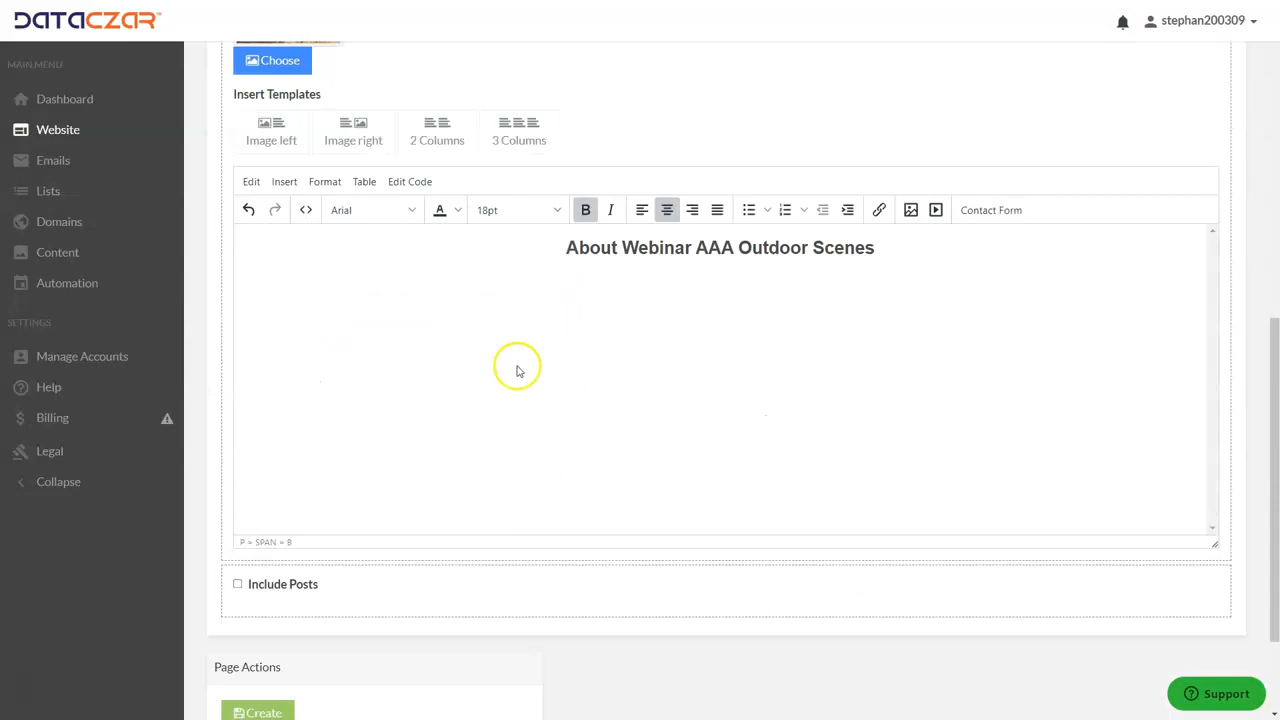 DATACZAR
stephan200309
MAIN MENU
Dashboard
Website
Emails
Lists
Domains
Content
Automation
SETTINGS
Manage Accounts
Help
Billing
Legal
Collapse
Choose
Insert Templates
Image left
Image right
2 Columns
3 Columns
Edit Insert Format Table Edit Code
Arial A 18pt B I Contact Form
About Webinar AAA Outdoor Scenes
P = SPAN = B
Include Posts
Page Actions
Create
Support